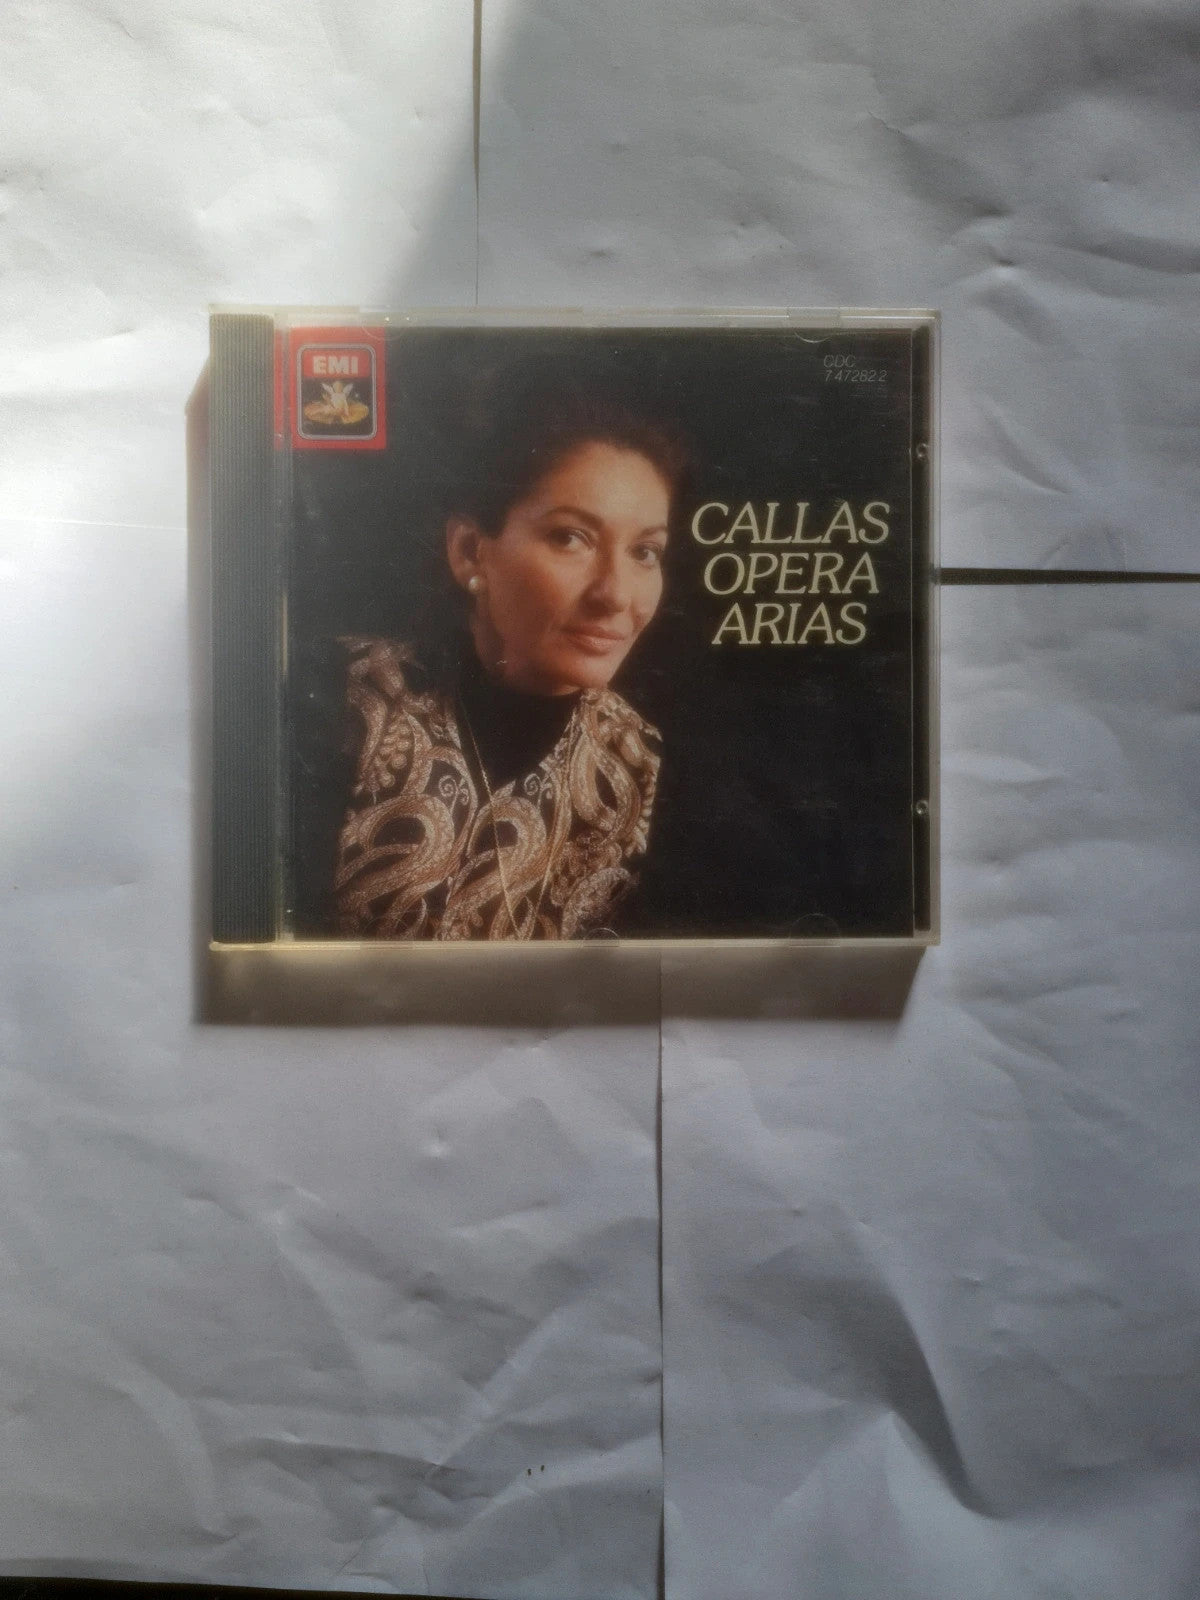 EMI
CDC
7 47282 2
CALLAS
OPERA
ARIAS